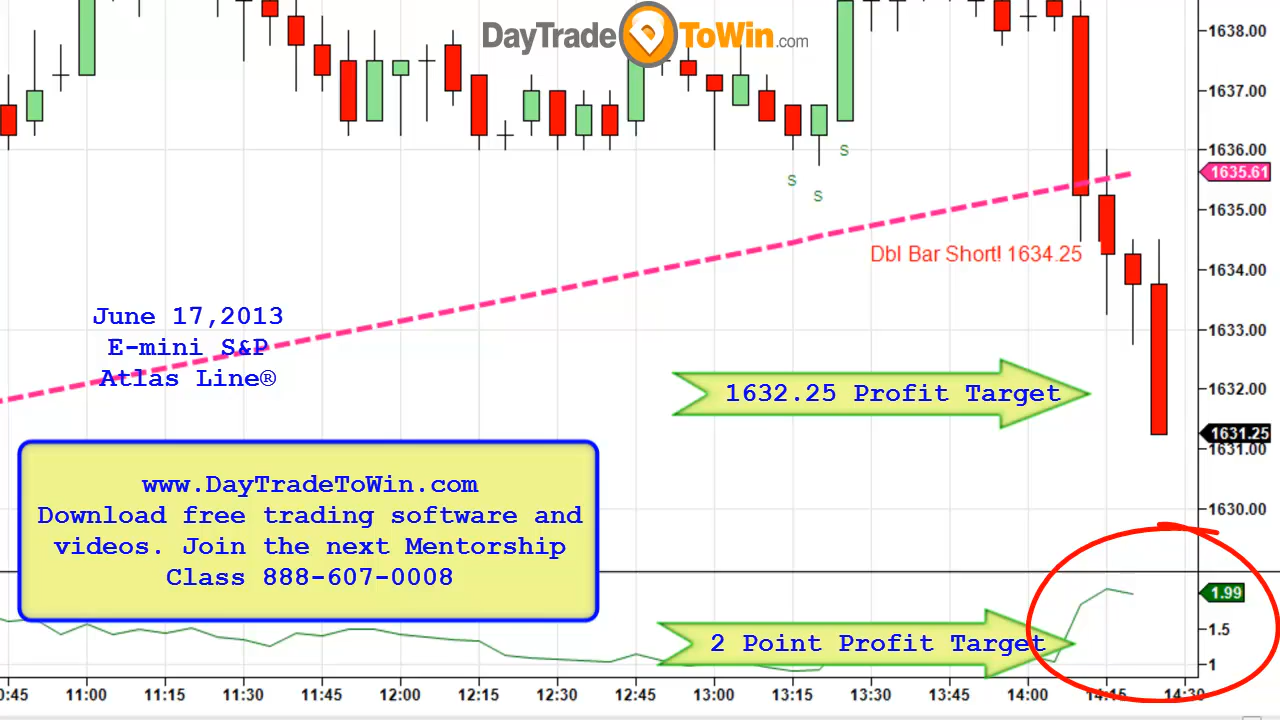 DayTradeToWin.com
1638.00
1637.00
1636.00
1635.61
1635.00
1634.00
1633.00
1632.00
1631.25
1631.00
1630.00
S
S
S
Dbl Bar Short! 1634.25
June 17,2013
E-mini S&P
Atlas Line®
1632.25 Profit Target
www.DayTradeToWin.com
Download free trading software and
videos. Join the next Mentorship
Class 888-607-0008
2 Point Profit Target
1.99
1.5
1
0:45 11:00 11:15 11:30 11:45 12:00 12:15 12:30 12:45 13:00 13:15 13:30 13:45 14:00 14:15 14:30